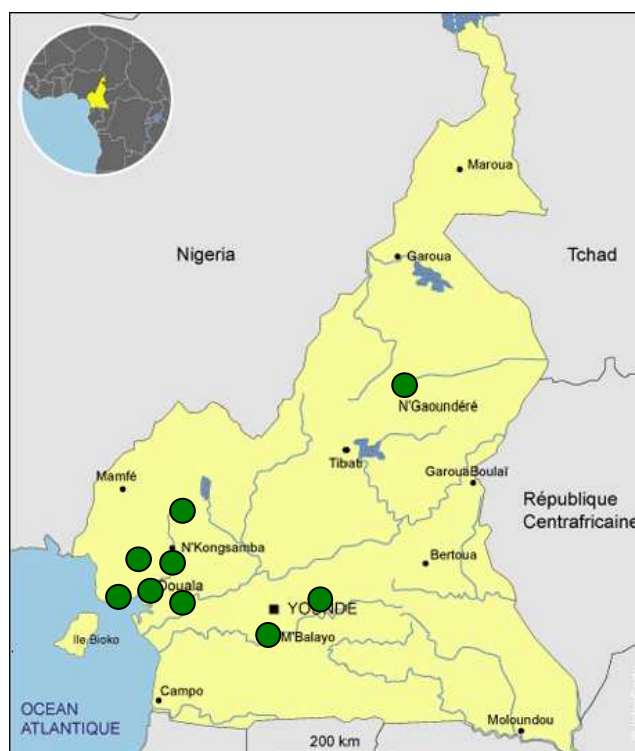 Maroua
Nigeria
Garoua
Tchad
N'Gaoundéré
Tibati
GarouaBoulaï
Mamfé
République
Centrafricaine
N'Kongsamba
Bertoua
Douala
YOUNDE
Ile Bioko
M'Balayo
Campo
OCEAN
ATLANTIQUE
Moloundou
200 km